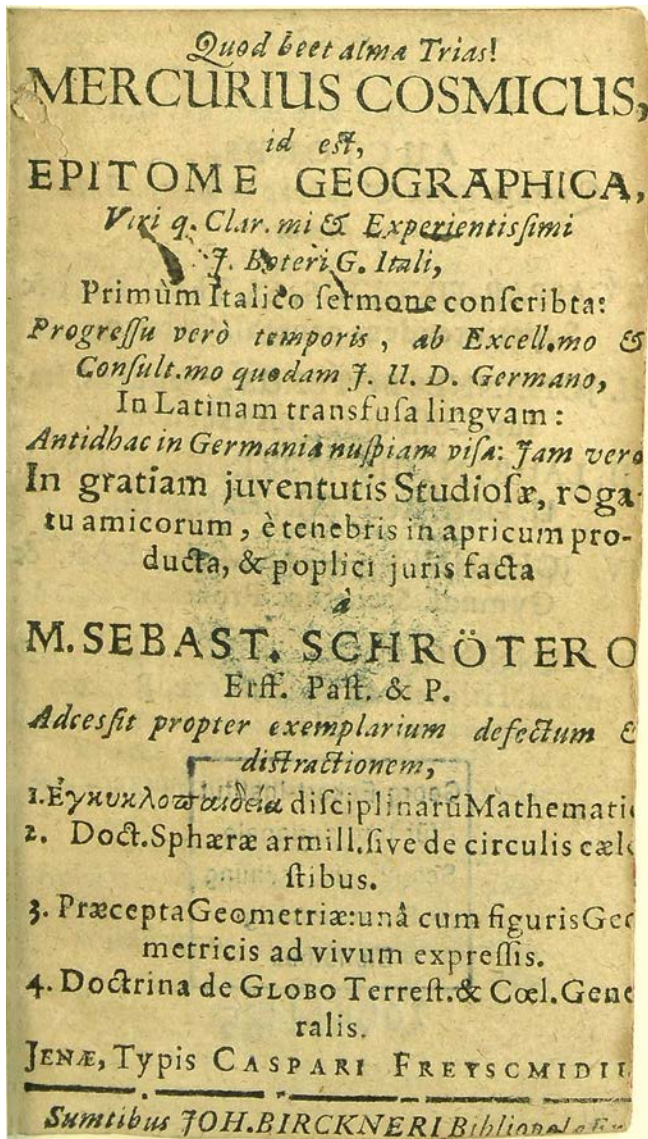 Quod beet alma Trias!
MERCURIUS COSMICUS,
id eſt,
EPITOME GEOGRAPHICA,
Viri q. Clar. mi & Experientiſſimi
J. Boteri G. Itali,
Primùm Italico ſermone conſcribta:
Progreſſu verò temporis, ab Excell.mo &
Conſult.mo quodam J. U. D. Germano,
In Latinam transfuſa lingvam:
Antidhac in Germania nuſpiam viſa: Jam vero
In gratiam juventutis Studioſæ, roga-
tu amicorum, è tenebris in apricum pro-
ducta, & poplici juris facta
à
M. SEBAST. SCHRÖTERO
Erff. Paſt. & P.
Adceſſit propter exemplarium defectum &
diſtractionem,
1. Ἐγκυκλοπαιδεία diſciplinarũ Mathemati
2. Doct. Sphæræ armill. ſive de circulis cæle
ſtibus.
3. Præcepta Geometriæ: unâ cum figuris Geo
metricis ad vivum expreſſis.
4. Doctrina de GLOBO Terreſt. & Cœl. Gene
ralis.
JENÆ, Typis CASPARI FREYSCMIDII
Sumtibus JOH. BIRCKNERI